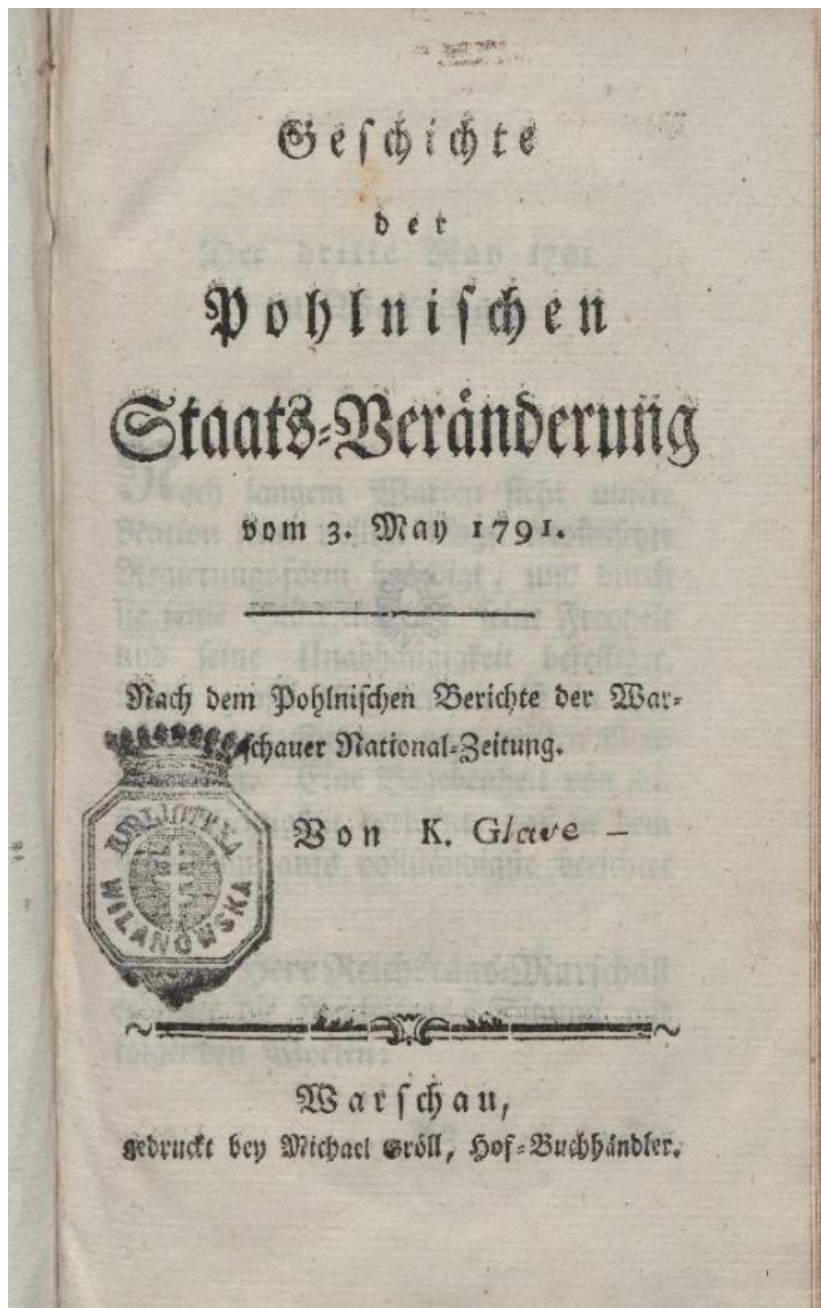 Geschichte
der
Pohlnischen
Staats-Veränderung
vom 3. May 1791.
Nach dem Pohlnischen Berichte der War-
schauer National-Zeitung.
Von K. Glave –
BIBLIOTEKA
WILANOWSKA
Warschau,
gedruckt bey Michael Gröll, Hof-Buchhändler.